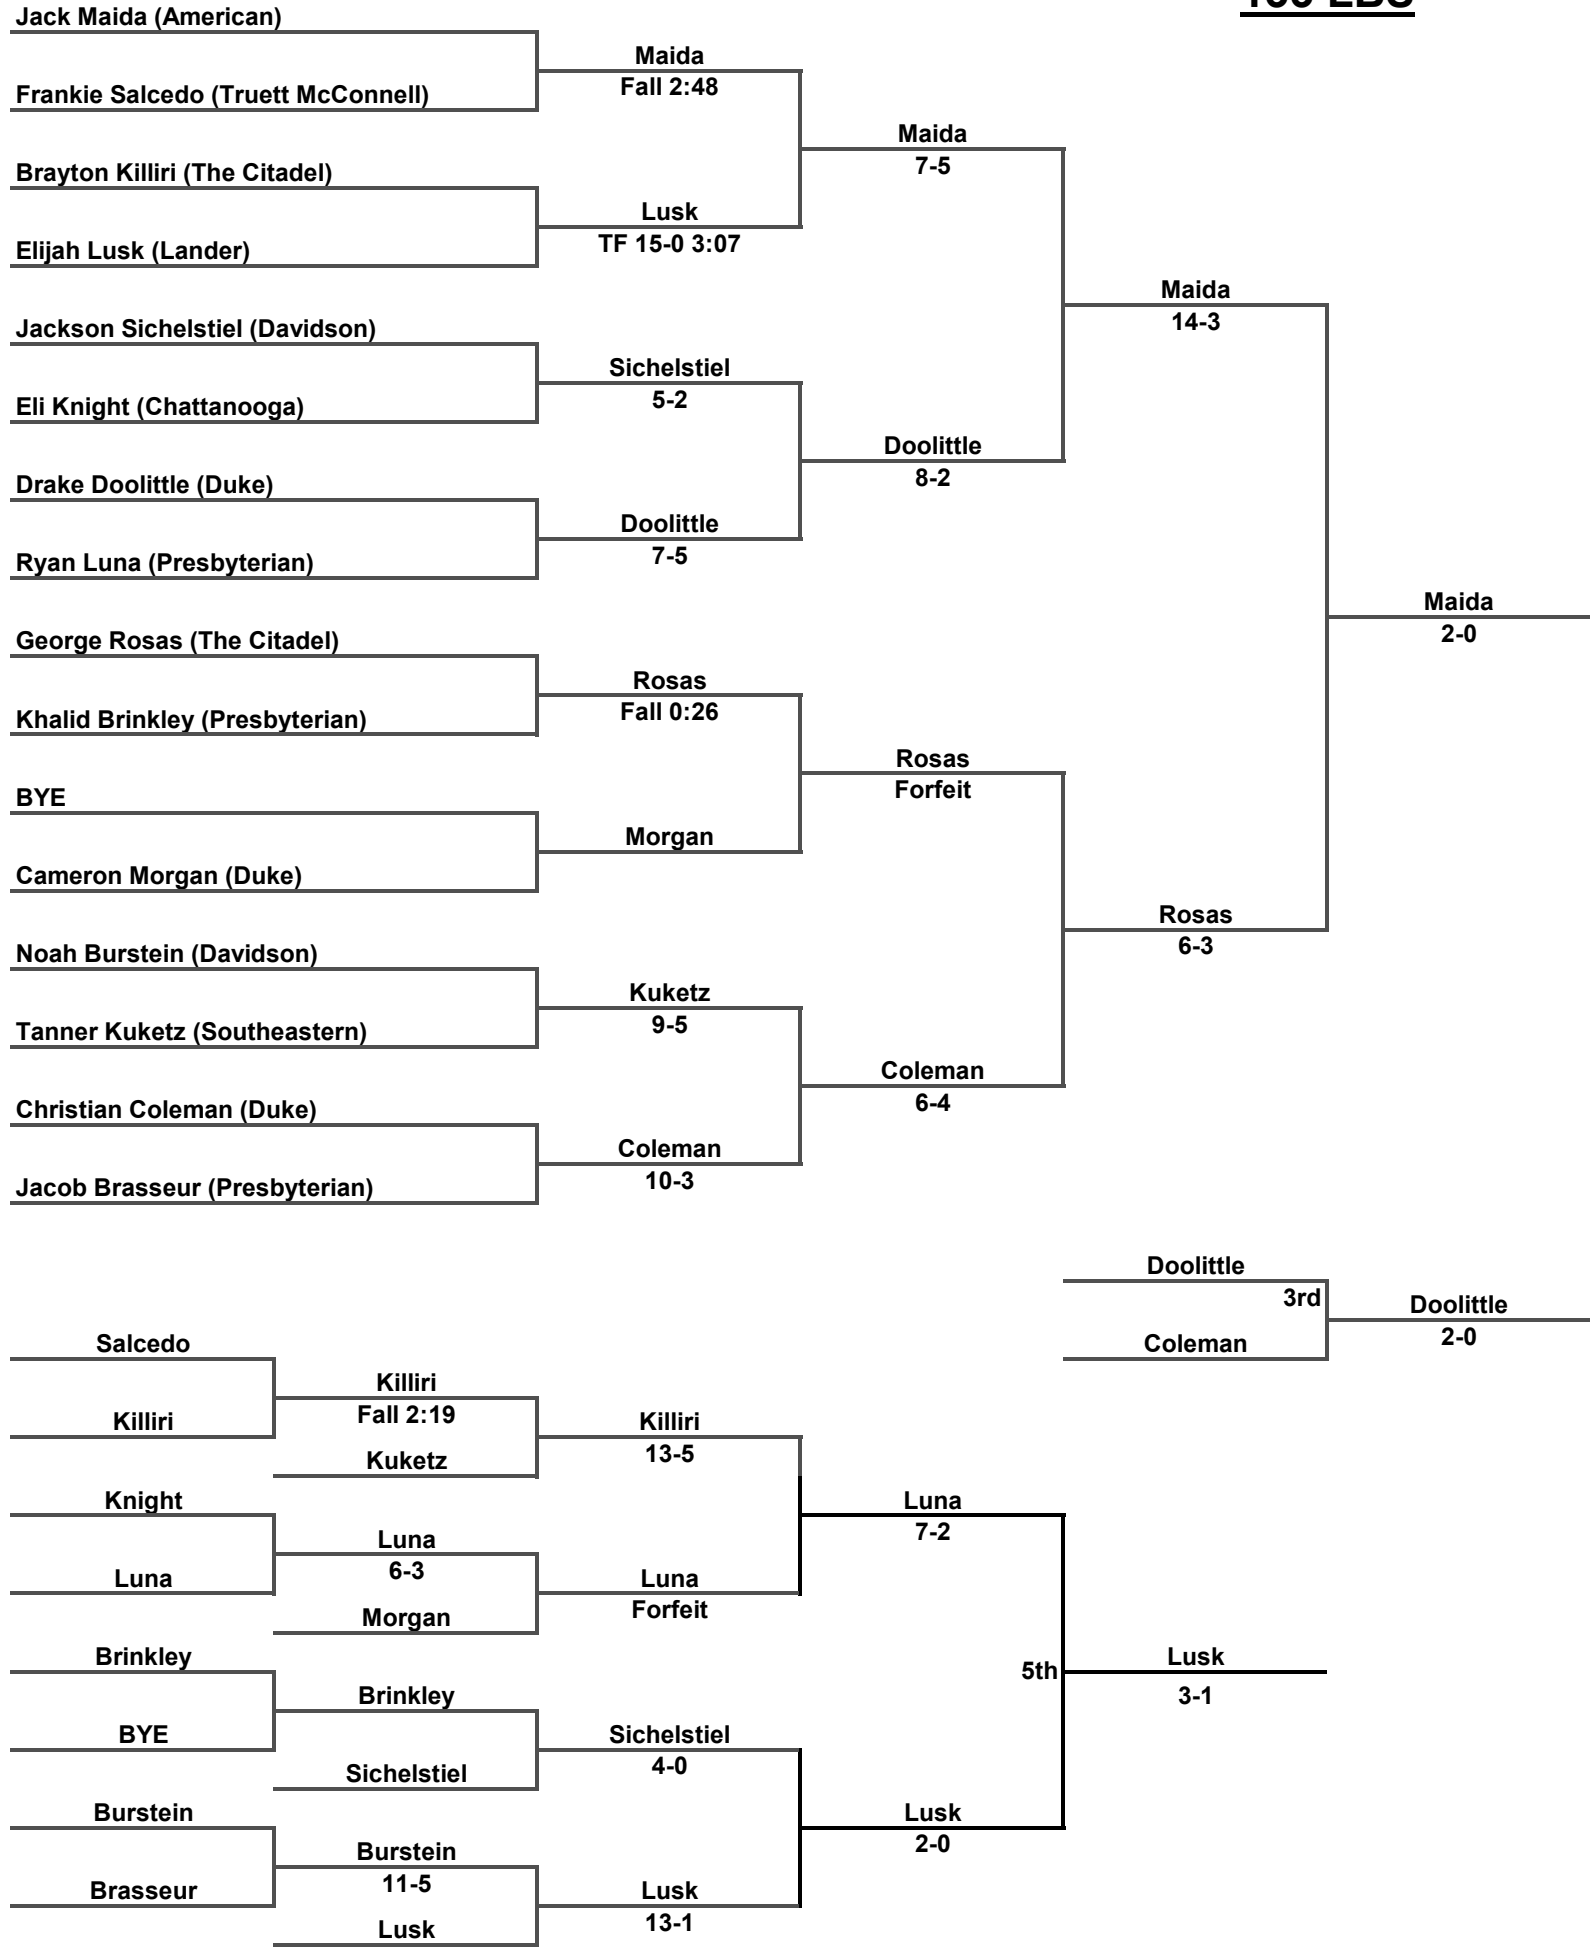 LBS
Jack Maida (American)
Maida
Fall 2:48
Frankie Salcedo (Truett McConnell)
Maida
7-5
Brayton Killiri (The Citadel)
Lusk
TF 15-0 3:07
Elijah Lusk (Lander)
Maida
14-3
Jackson Sichelstiel (Davidson)
Sichelstiel
5-2
Eli Knight (Chattanooga)
Doolittle
8-2
Drake Doolittle (Duke)
Doolittle
7-5
Ryan Luna (Presbyterian)
Maida
2-0
George Rosas (The Citadel)
Rosas
Fall 0:26
Khalid Brinkley (Presbyterian)
Rosas
Forfeit
BYE
Morgan
Cameron Morgan (Duke)
Rosas
6-3
Noah Burstein (Davidson)
Kuketz
9-5
Tanner Kuketz (Southeastern)
Coleman
6-4
Christian Coleman (Duke)
Coleman
10-3
Jacob Brasseur (Presbyterian)
Doolittle
3rd
Doolittle
2-0
Coleman
Salcedo
Killiri
Fall 2:19
Killiri
Killiri
13-5
Kuketz
Knight
Luna
7-2
Luna
6-3
Luna
Luna
Forfeit
Morgan
Brinkley
5th
Lusk
3-1
Brinkley
BYE
Sichelstiel
4-0
Sichelstiel
Burstein
Lusk
2-0
Burstein
11-5
Brasseur
Lusk
13-1
Lusk